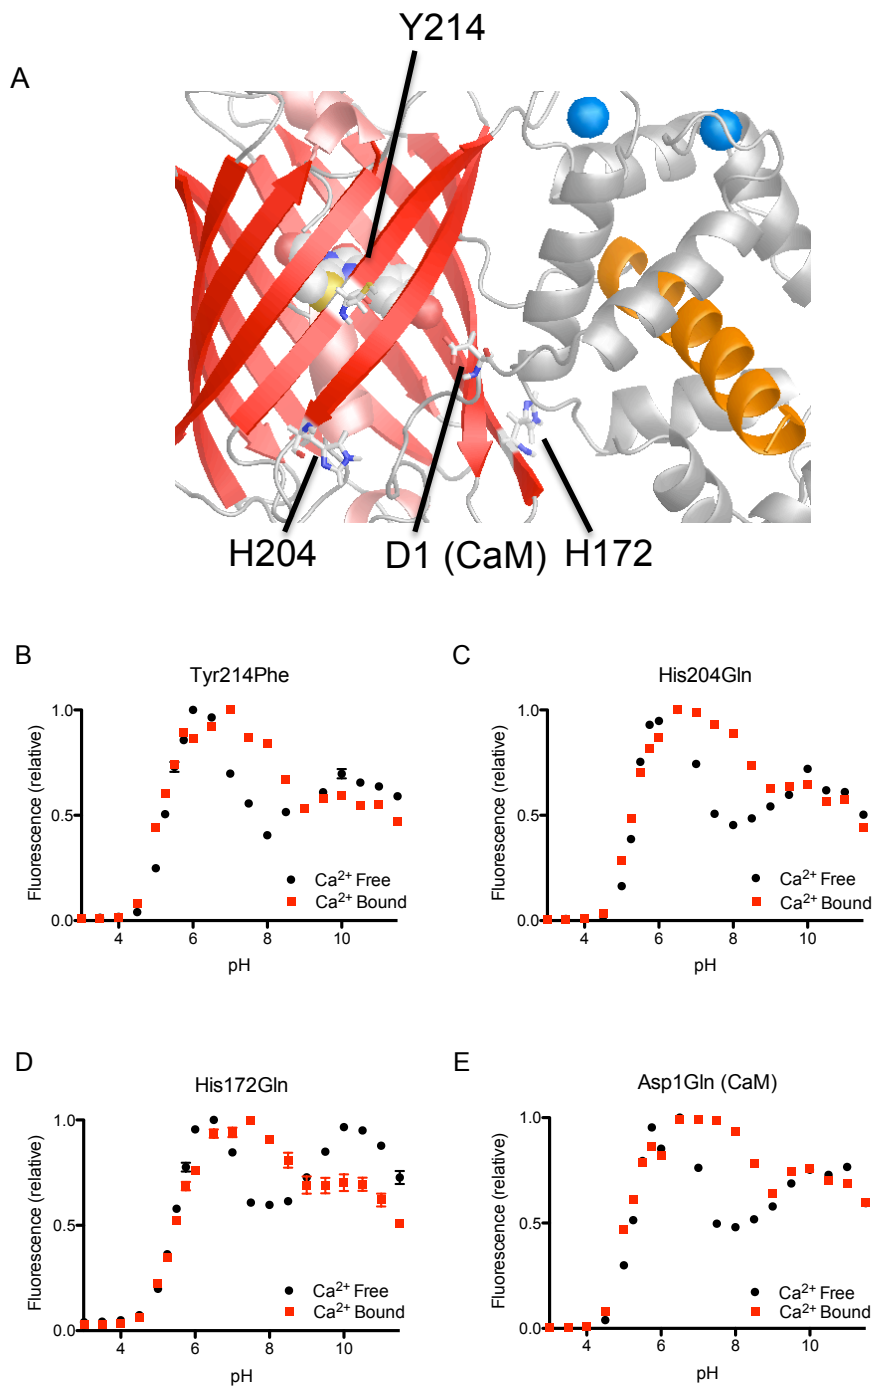 Y214
A
H204 D1 (CaM) H172
B
Tyr214Phe
Fluorescence (relative)
1.0
0.5
0.0
4 6 8 10
pH
Ca²⁺ Free
Ca²⁺ Bound
C
His204Gln
Fluorescence (relative)
1.0
0.5
0.0
4 6 8 10
pH
Ca²⁺ Free
Ca²⁺ Bound
D
His172Gln
Fluorescence (relative)
1.0
0.5
0.0
4 6 8 10
pH
Ca²⁺ Free
Ca²⁺ Bound
E
Asp1Gln (CaM)
Fluorescence (relative)
1.0
0.5
0.0
4 6 8 10
pH
Ca²⁺ Free
Ca²⁺ Bound